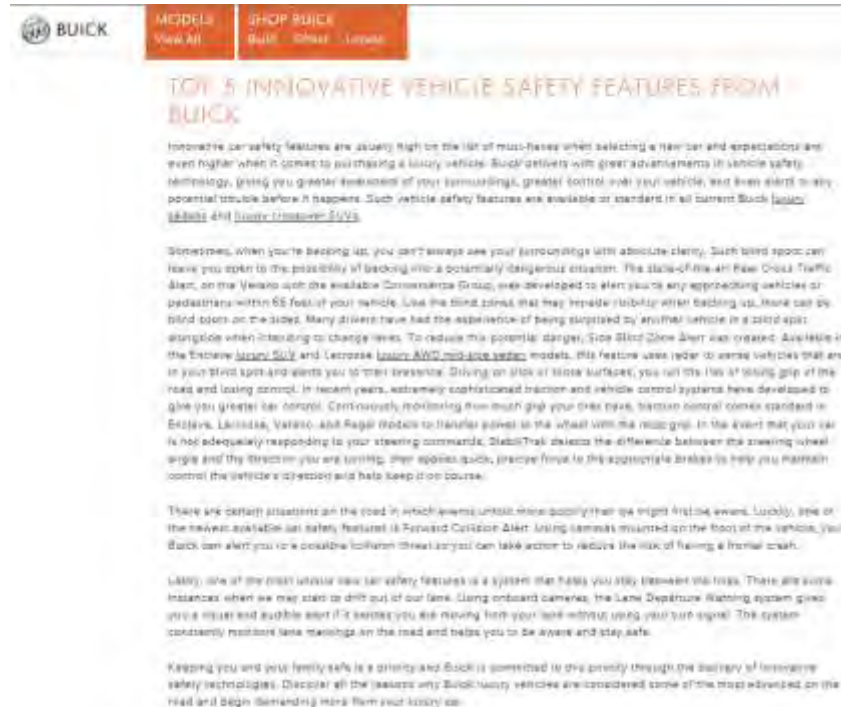 BUICK
MODELS
View All
SHOP BUICK
Build Locate
TOP 5 INNOVATIVE VEHICLE SAFETY FEATURES FROM
BUICK
Innovative car safety features are usually high on the list of must-haves when selecting a new car and expectations are
even higher when it comes to purchasing a luxury vehicle. Buick delivers with great advancements in vehicle safety
technology, giving you greater awareness of your surroundings, greater control over your vehicle, and even alerts to any
potential trouble before it happens. Such vehicle safety features are available or standard in all current Buick luxury
sedans and luxury crossover SUVs.
Sometimes, when you're backing up, you can't always see your surroundings with absolute clarity. Such blind spots can
leave you open to the possibility of backing into a potentially dangerous situation. The state-of-the-art Rear Cross Traffic
Alert, on the Verano with the available Convenience Group, was developed to alert you to any approaching vehicles or
pedestrians within 65 feet of your vehicle. Like the blind zones that may impede visibility when backing up, there can be
blind spots on the sides. Many drivers have had the experience of being surprised by another vehicle in a blind spot
alongside when intending to change lanes. To reduce this potential danger, Side Blind Zone Alert was created. Available in
the Enclave luxury SUV and Lacrosse luxury AWD mid-size sedan models, this feature uses radar to sense vehicles that are
in your blind spot and alerts you to their presence. Driving on slick or loose surfaces, you run the risk of losing grip of the
road and losing control. In recent years, extremely sophisticated traction and vehicle control systems have developed to
give you greater car control. Continuously monitoring how much grip your tires have, traction control comes standard in
Enclave, Lacrosse, Verano, and Regal models to transfer power to the wheel with the most grip. In the event that your car
is not adequately responding to your steering commands, StabiliTrak detects the difference between the steering wheel
angle and the direction you are turning, then applies quick, precise force to the appropriate brakes to help you maintain
control the vehicle's direction and help keep it on course.
There are certain situations on the road in which events unfold more quickly than we might first be aware. Luckily, one of
the newest available car safety features is Forward Collision Alert. Using cameras mounted on the front of the vehicle, your
Buick can alert you to a possible collision threat so you can take action to reduce the risk of having a frontal crash.
Lastly, one of the most unusual new car safety features is a system that helps you stay between the lines. There are some
instances when we may start to drift out of our lane. Using onboard cameras, the Lane Departure Warning system gives
you a visual and audible alert if it senses you are moving from your lane without using your turn signal. The system
constantly monitors lane markings on the road and helps you to be aware and stay safe.
Keeping you and your family safe is a priority and Buick is committed to this priority through the delivery of innovative
safety technologies. Discover all the reasons why Buick luxury vehicles are considered some of the most advanced on the
road and begin demanding more from your luxury car.